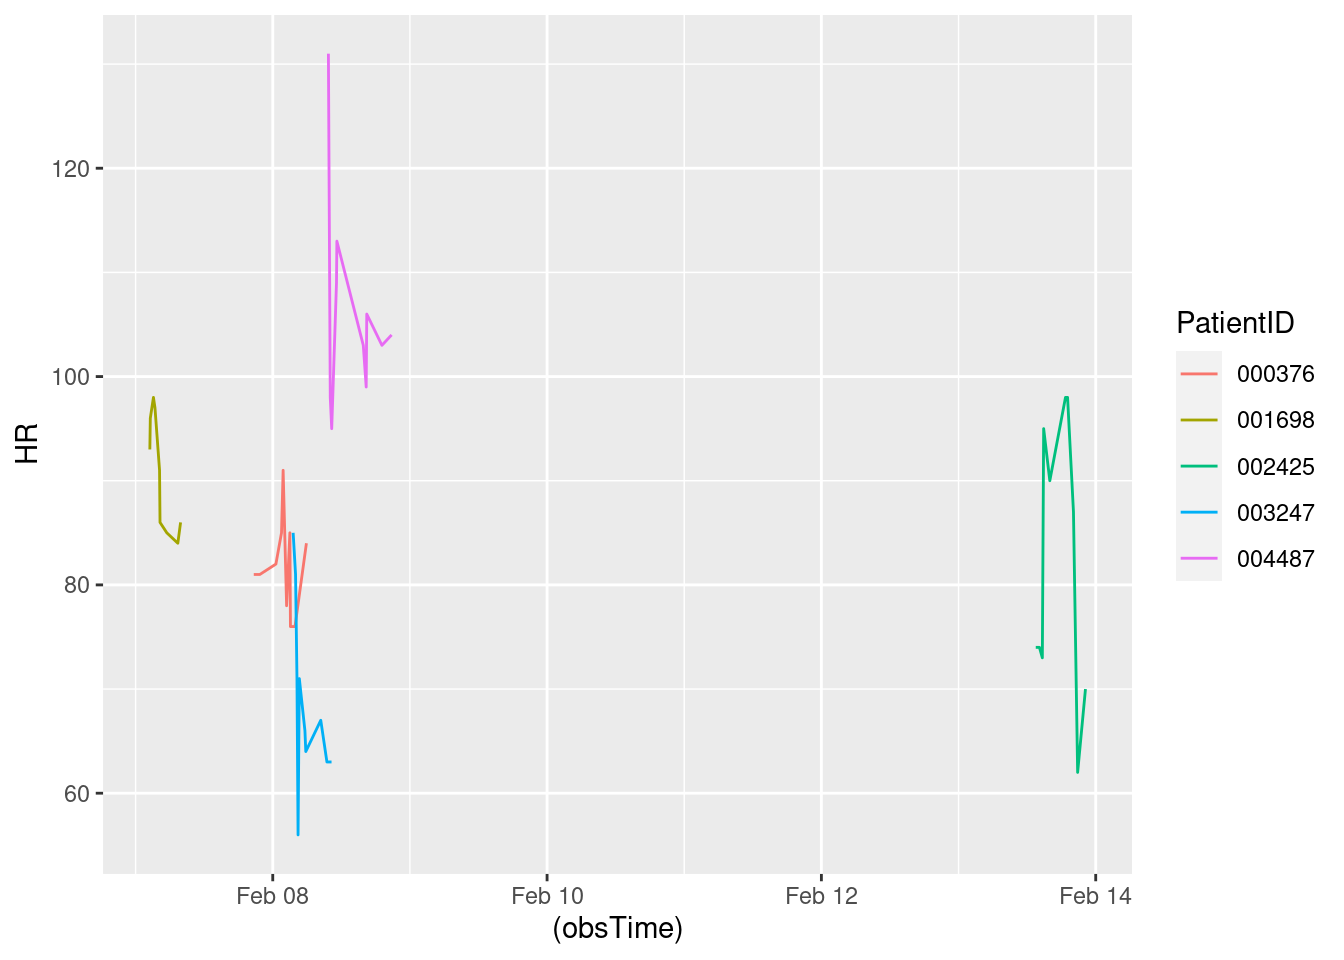 HR
120
100
80
60
Feb 08
Feb 10
Feb 12
Feb 14
(obsTime)
PatientID
000376
001698
002425
003247
004487